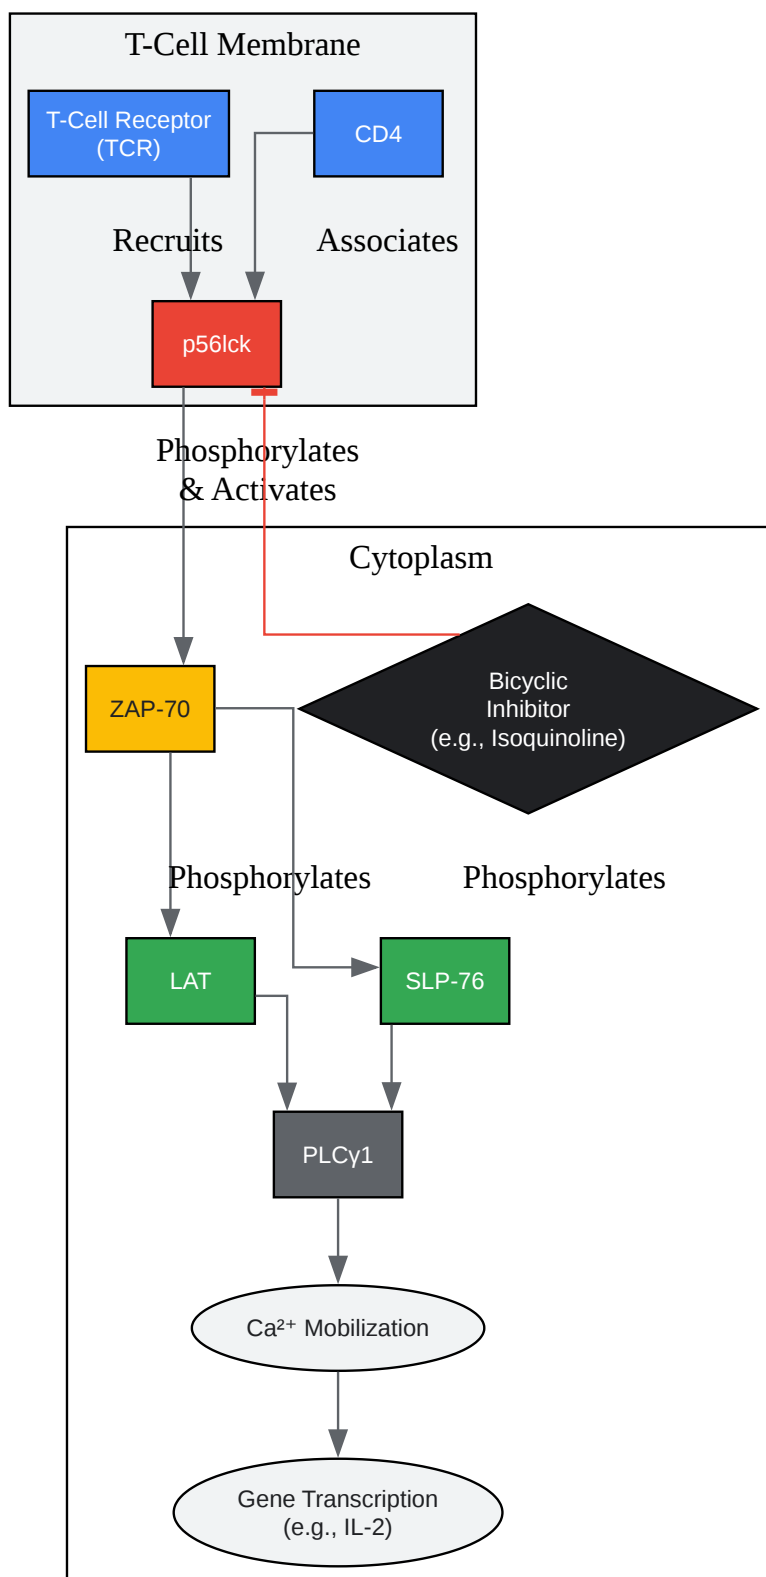 T-Cell Membrane
T-Cell Receptor
(TCR)
CD4
Recruits
Associates
p56lck
Phosphorylates
& Activates
Cytoplasm
Bicyclic
Inhibitor
(e.g., Isoquinoline)
ZAP-70
Phosphorylates
Phosphorylates
LAT
SLP-76
PLCγ1
Ca²⁺ Mobilization
Gene Transcription
(e.g., IL-2)